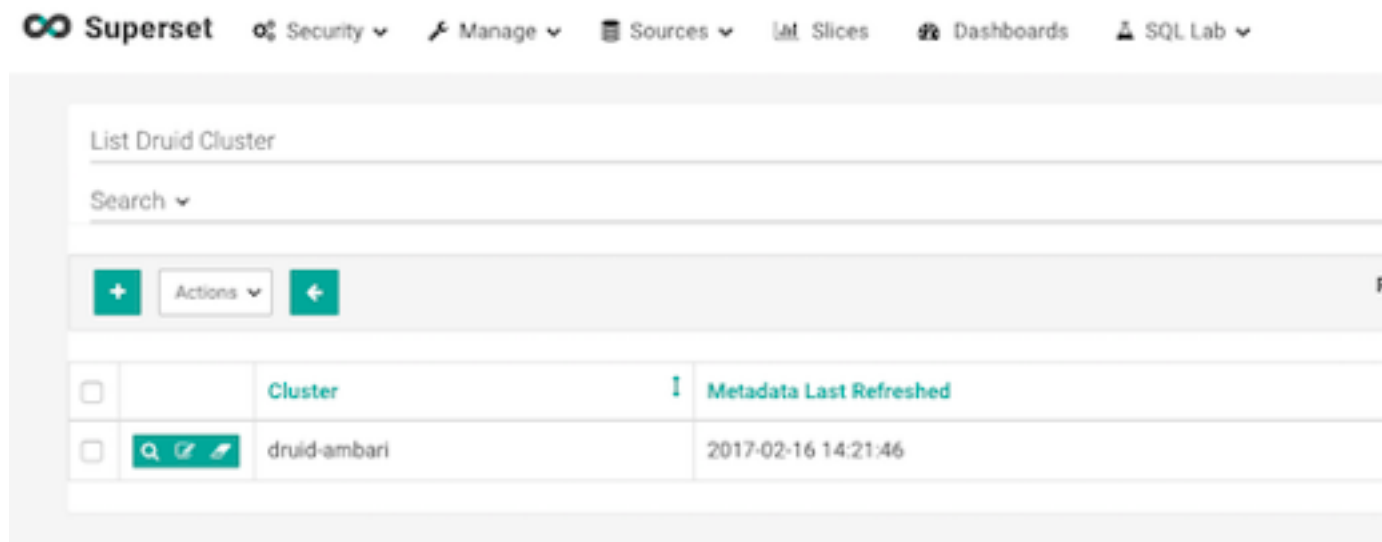 Superset Security Manage Sources Slices Dashboards SQL Lab
List Druid Cluster
Search
Actions
Cluster Metadata Last Refreshed
druid-ambari 2017-02-16 14:21:46